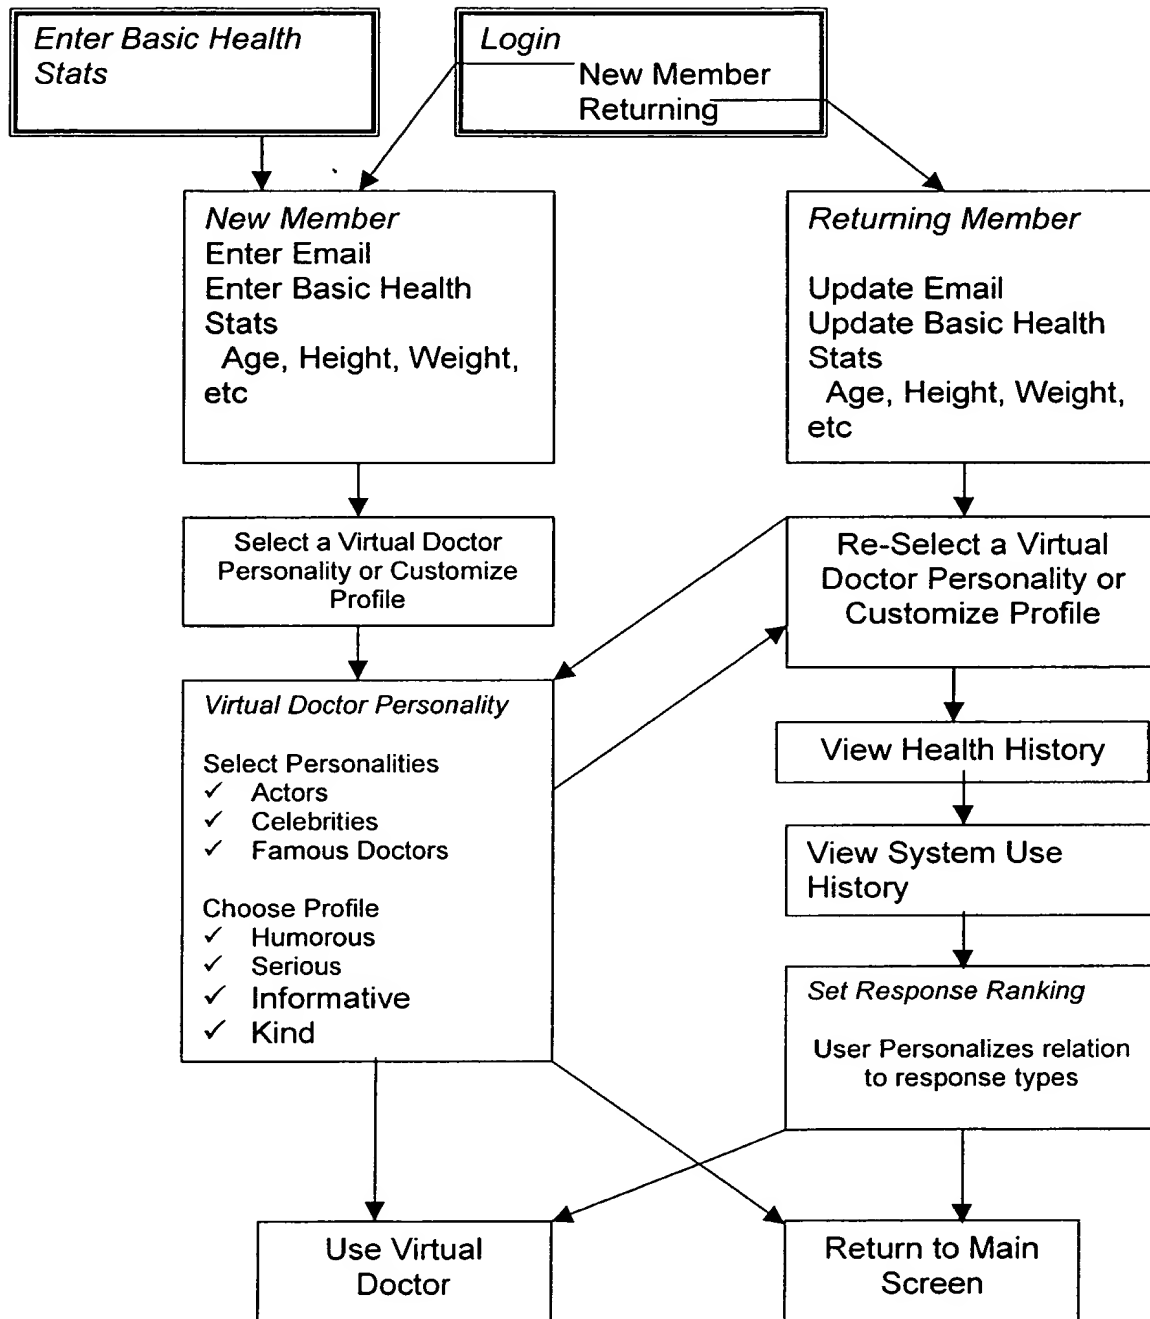 Enter Basic Health
Stats
Login
New Member
Returning
New Member
Enter Email
Enter Basic Health
Stats
Age, Height, Weight,
etc
Returning Member
Update Email
Update Basic Health
Stats
Age, Height, Weight,
etc
Select a Virtual Doctor
Personality or Customize
Profile
Re-Select a Virtual
Doctor Personality or
Customize Profile
Virtual Doctor Personality
Select Personalities
✓ Actors
✓ Celebrities
✓ Famous Doctors
Choose Profile
✓ Humorous
✓ Serious
✓ Informative
✓ Kind
View Health History
View System Use
History
Set Response Ranking
User Personalizes relation
to response types
Use Virtual
Doctor
Return to Main
Screen